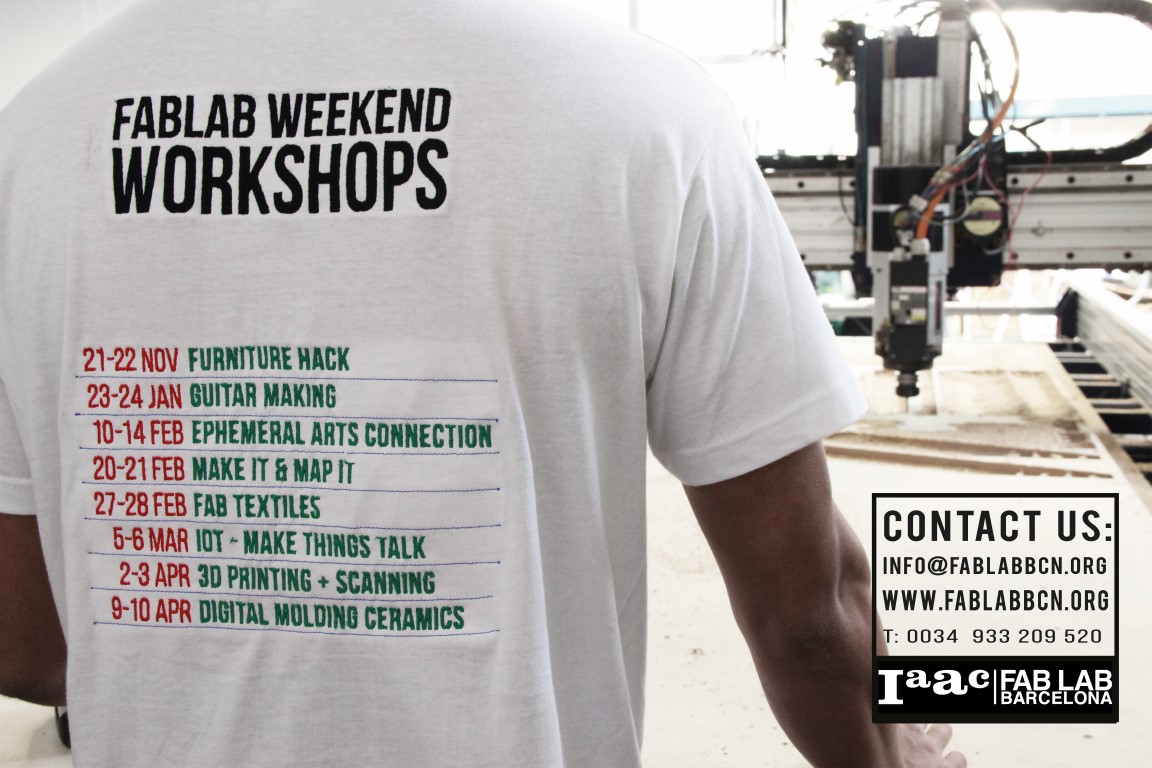 FABLAB WEEKEND
WORKSHOPS
21-22 NOV FURNITURE HACK
23-24 JAN GUITAR MAKING
10-14 FEB EPHEMERAL ARTS CONNECTION
20-21 FEB MAKE IT & MAP IT
27-28 FEB FAB TEXTILES
5-6 MAR IOT - MAKE THINGS TALK
2-3 APR 3D PRINTING + SCANNING
9-10 APR DIGITAL MOLDING CERAMICS
CONTACT US:
INFO@FABLABBCN.ORG
WWW.FABLABBCN.ORG
T: 0034 933 209 520
Iaac FAB LAB
BARCELONA